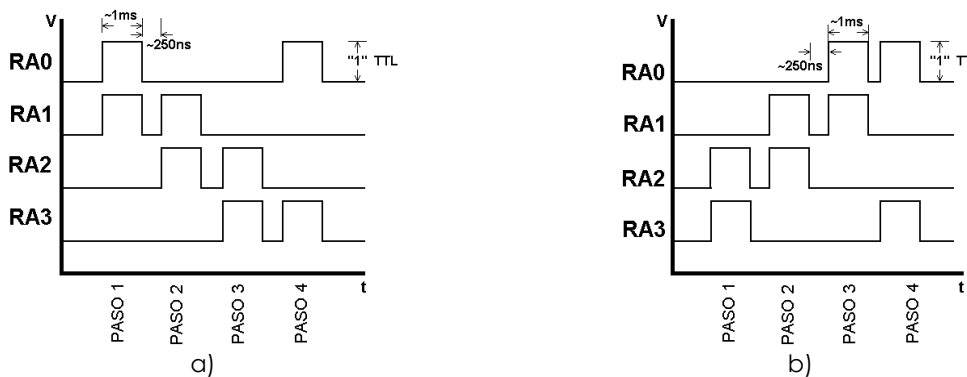 V
~1ms
~250ns
RA0
"1" TTL
RA1
RA2
RA3
t
PASO 1
PASO 2
PASO 3
PASO 4
a)
V
~1ms
~250ns
RA0
"1" T
RA1
RA2
RA3
t
PASO 1
PASO 2
PASO 3
PASO 4
b)